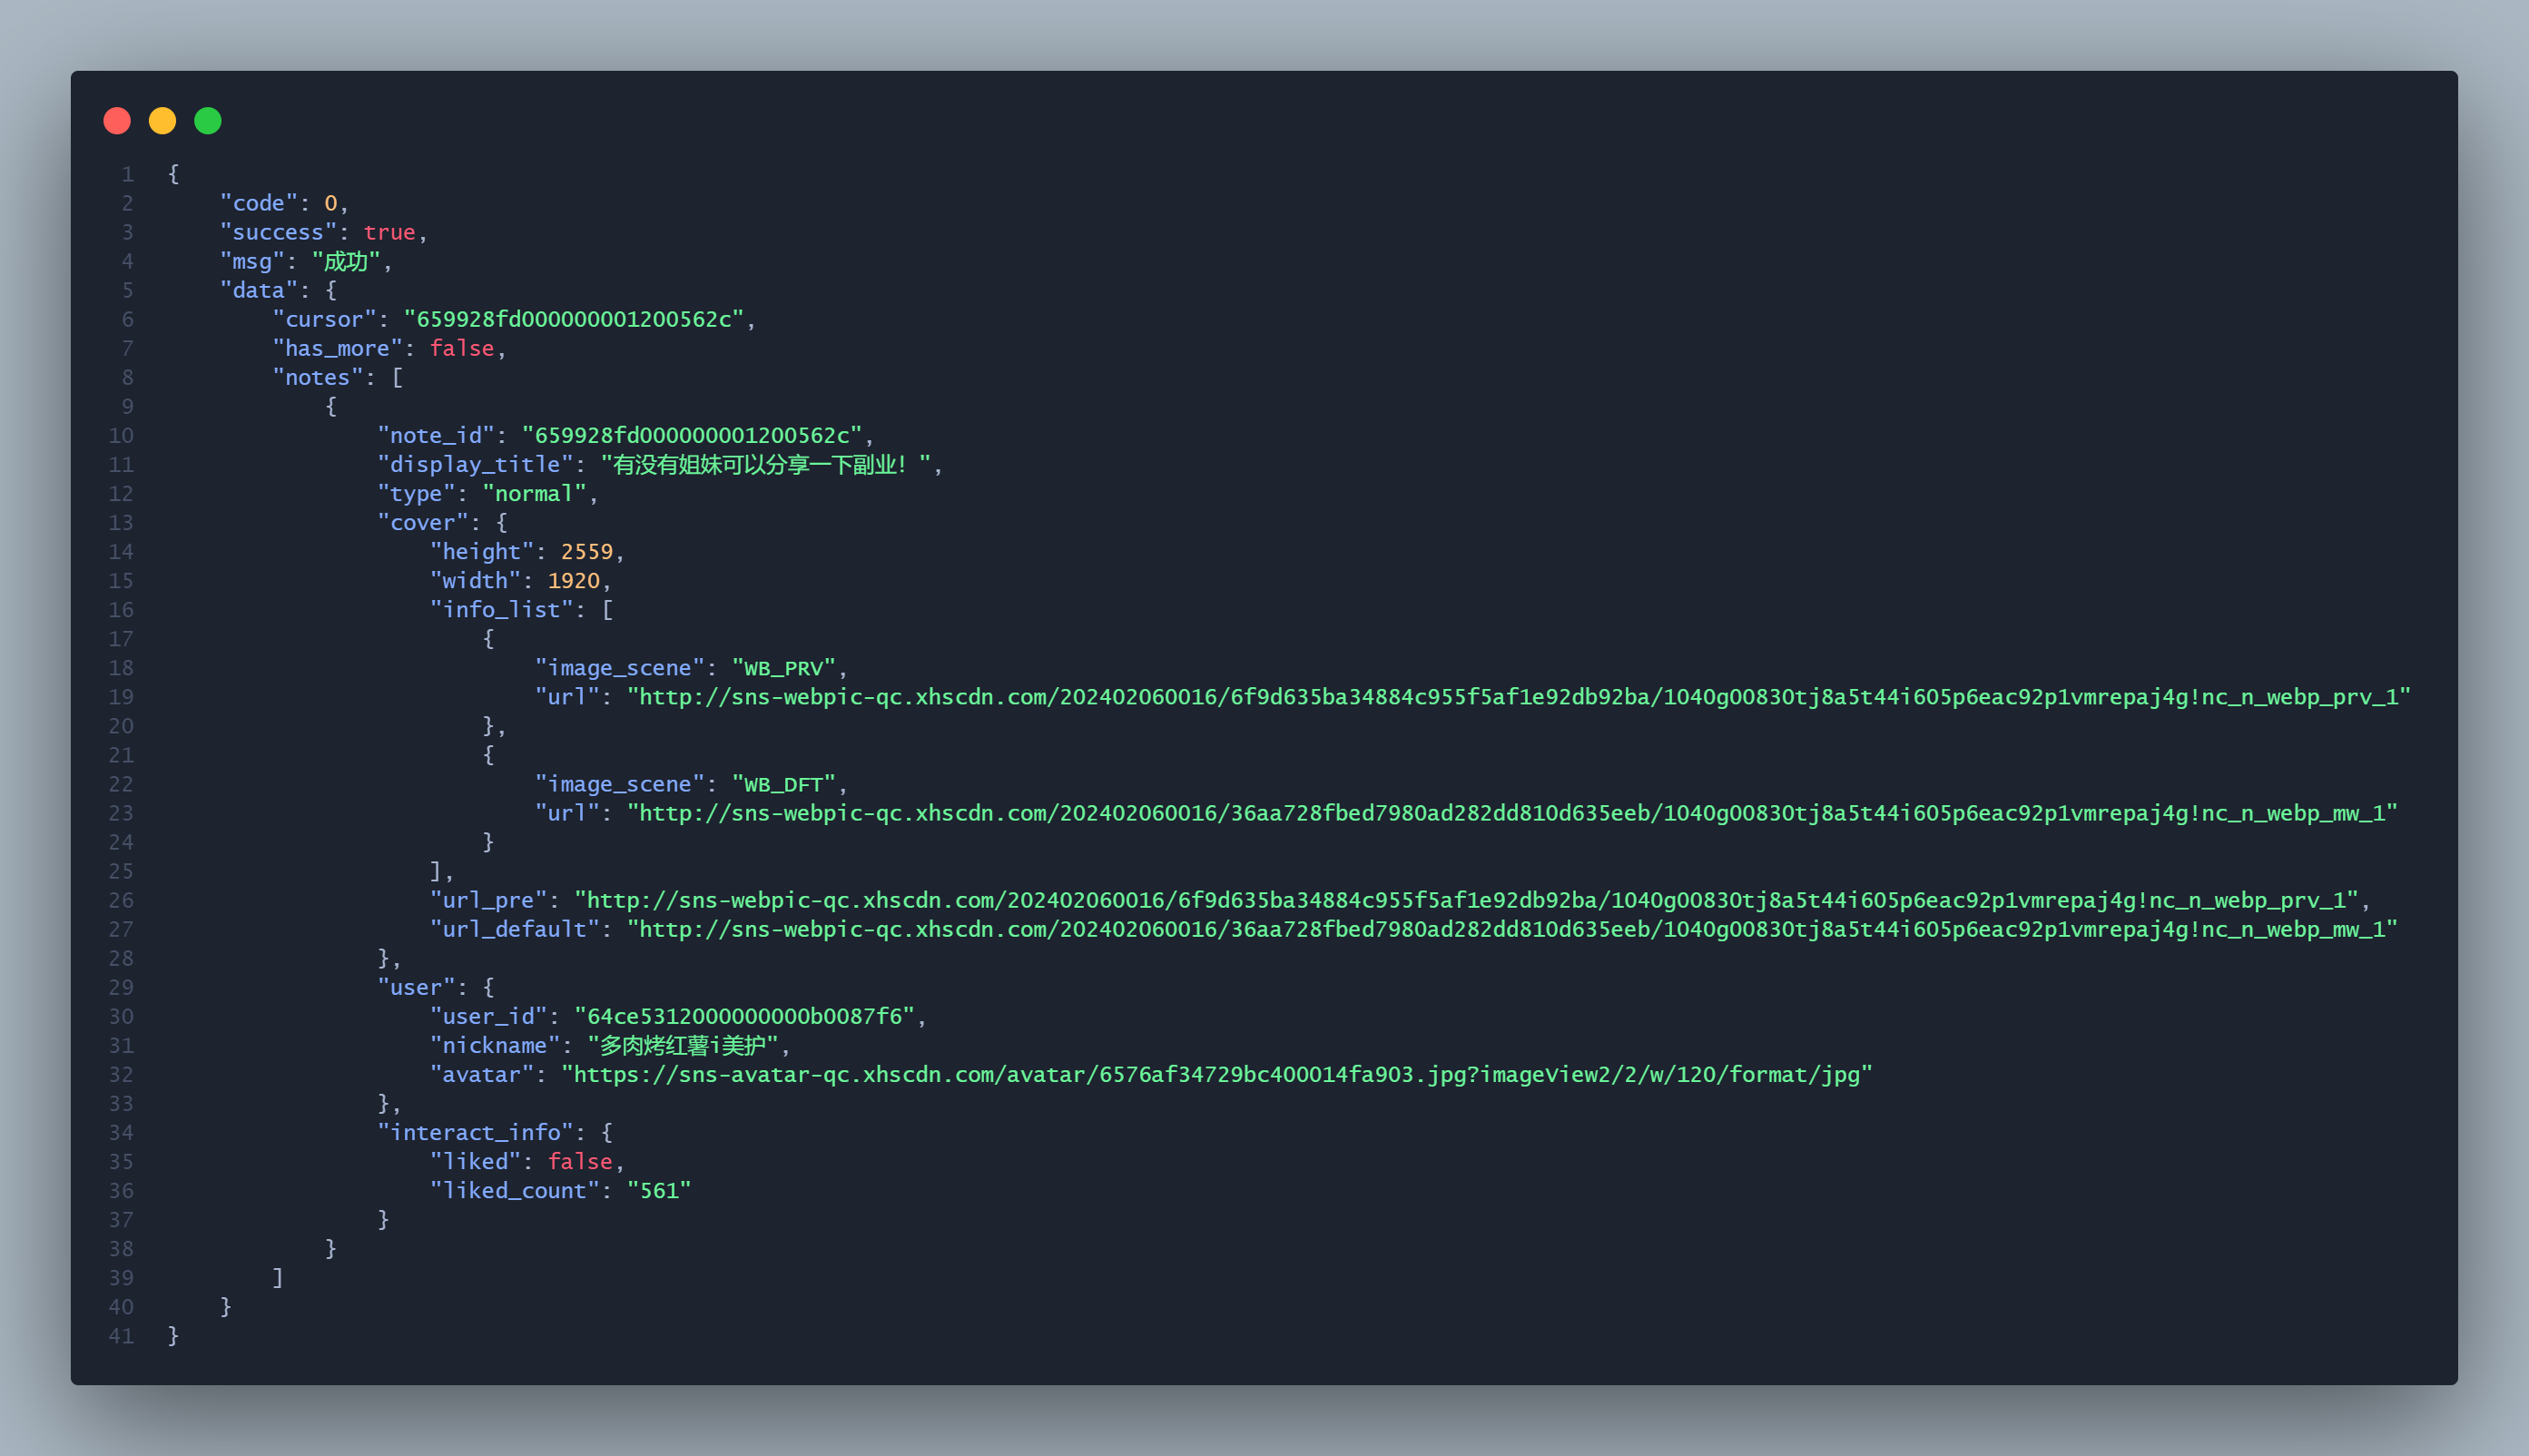 1 {
2     "code": 0,
3     "success": true,
4     "msg": "成功",
5     "data": {
6         "cursor": "659928fd000000001200562c",
7         "has_more": false,
8         "notes": [
9             {
10                 "note_id": "659928fd000000001200562c",
11                 "display_title": "有没有姐妹可以分享一下副业！",
12                 "type": "normal",
13                 "cover": {
14                     "height": 2559,
15                     "width": 1920,
16                     "info_list": [
17                         {
18                             "image_scene": "WB_PRV",
19                             "url": "http://sns-webpic-qc.xhscdn.com/202402060016/6f9d635ba34884c955f5af1e92db92ba/1040g00830tj8a5t44i605p6eac92p1vmrepaj4g!nc_n_webp_prv_1"
20                         },
21                         {
22                             "image_scene": "WB_DFT",
23                             "url": "http://sns-webpic-qc.xhscdn.com/202402060016/36aa728fbed7980ad282dd810d635eeb/1040g00830tj8a5t44i605p6eac92p1vmrepaj4g!nc_n_webp_mw_1"
24                         }
25                     ],
26                     "url_pre": "http://sns-webpic-qc.xhscdn.com/202402060016/6f9d635ba34884c955f5af1e92db92ba/1040g00830tj8a5t44i605p6eac92p1vmrepaj4g!nc_n_webp_prv_1",
27                     "url_default": "http://sns-webpic-qc.xhscdn.com/202402060016/36aa728fbed7980ad282dd810d635eeb/1040g00830tj8a5t44i605p6eac92p1vmrepaj4g!nc_n_webp_mw_1"
28                 },
29                 "user": {
30                     "user_id": "64ce5312000000000b0087f6",
31                     "nickname": "多肉烤红薯i美护",
32                     "avatar": "https://sns-avatar-qc.xhscdn.com/avatar/6576af34729bc400014fa903.jpg?imageView2/2/w/120/format/jpg"
33                 },
34                 "interact_info": {
35                     "liked": false,
36                     "liked_count": "561"
37                 }
38             }
39         ]
40     }
41 }